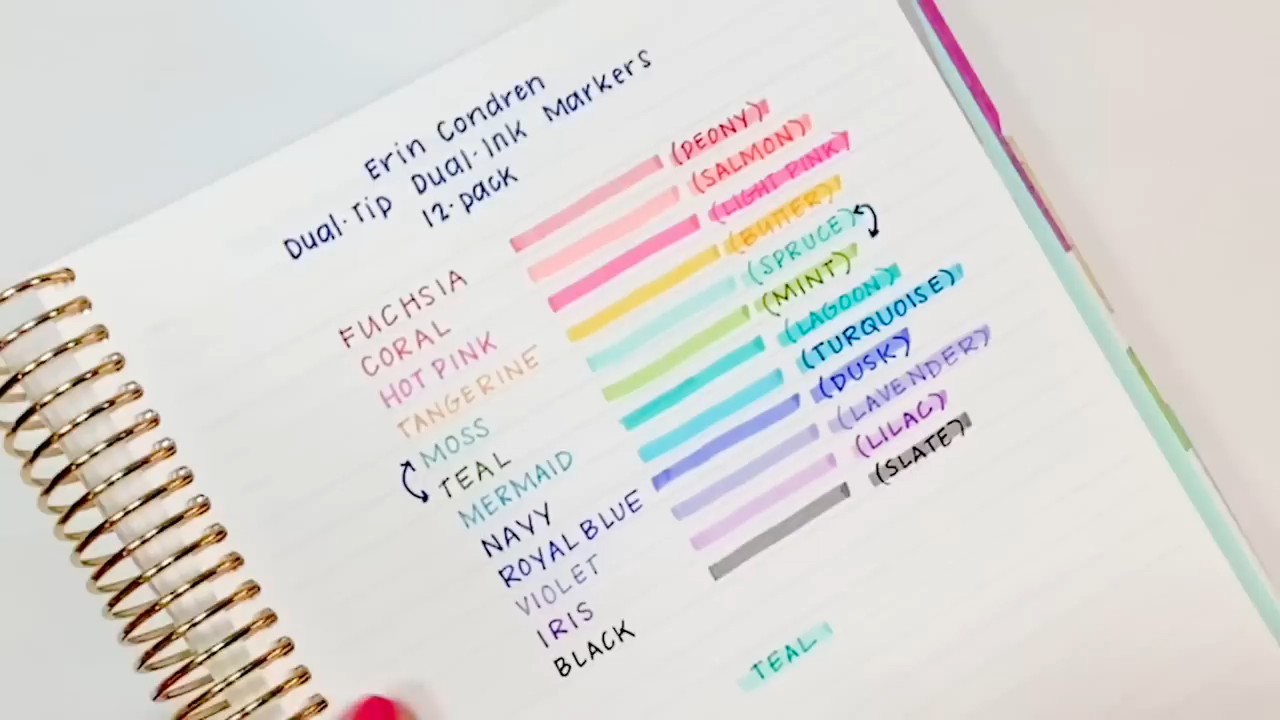 Erin Condren
Dual-Tip Dual-Ink Markers
12-pack
FUCHSIA (PEONY)
CORAL (SALMON)
HOT PINK (LIGHT PINK)
TANGERINE (BUTTER)
MOSS (SPRUCE)
TEAL (MINT)
MERMAID (LAGOON)
NAVY (TURQUOISE)
ROYAL BLUE (DUSK)
VIOLET (LAVENDER)
IRIS (LILAC)
BLACK (SLATE)
TEAL